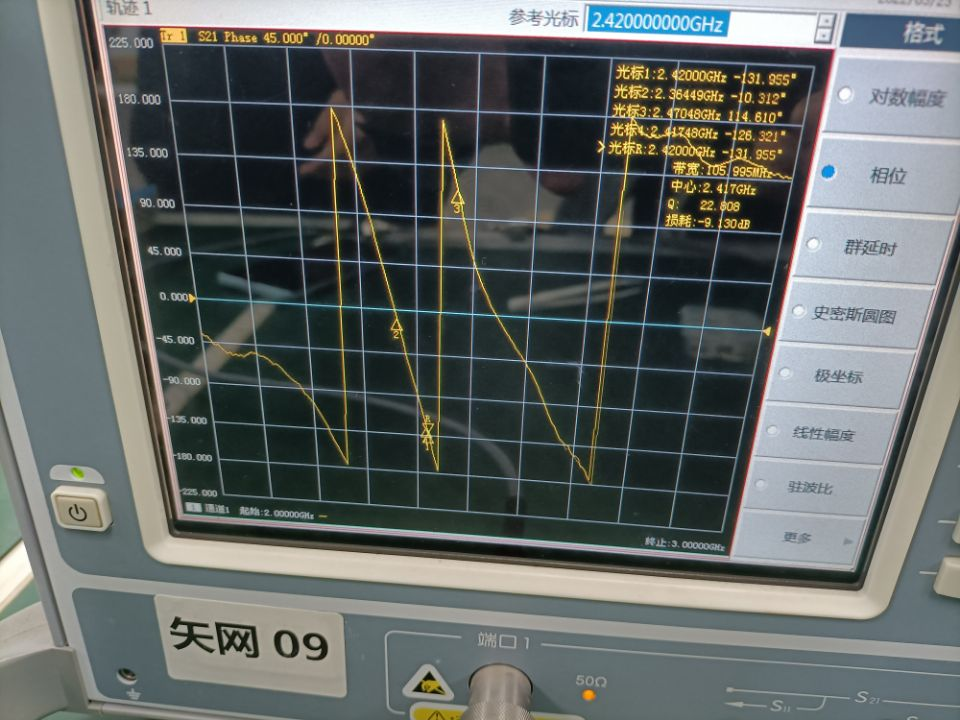 轨迹 1
参考光标 2.420000000GHz
格式
Tr 1 S21 Phase 45.000° /0.00000°
225.000
180.000
135.000
90.000
45.000
0.000
-45.000
-90.000
-135.000
-180.000
-225.000
光标1:2.42000GHz -131.955°
光标2:2.36449GHz -10.312°
光标3:2.47048GHz 114.610°
光标4:2.41748GHz -126.321°
>光标R:2.42000GHz -131.955°
带宽:105.995MHz
中心:2.417GHz
Q: 22.808
损耗:-9.130dB
3
2
R
1
通道1 起始:2.00000GHz
终止:3.00000GHz
对数幅度
相位
群延时
史密斯圆图
极坐标
线性幅度
驻波比
更多
矢网 09
端口 1
50Ω
S21
S11